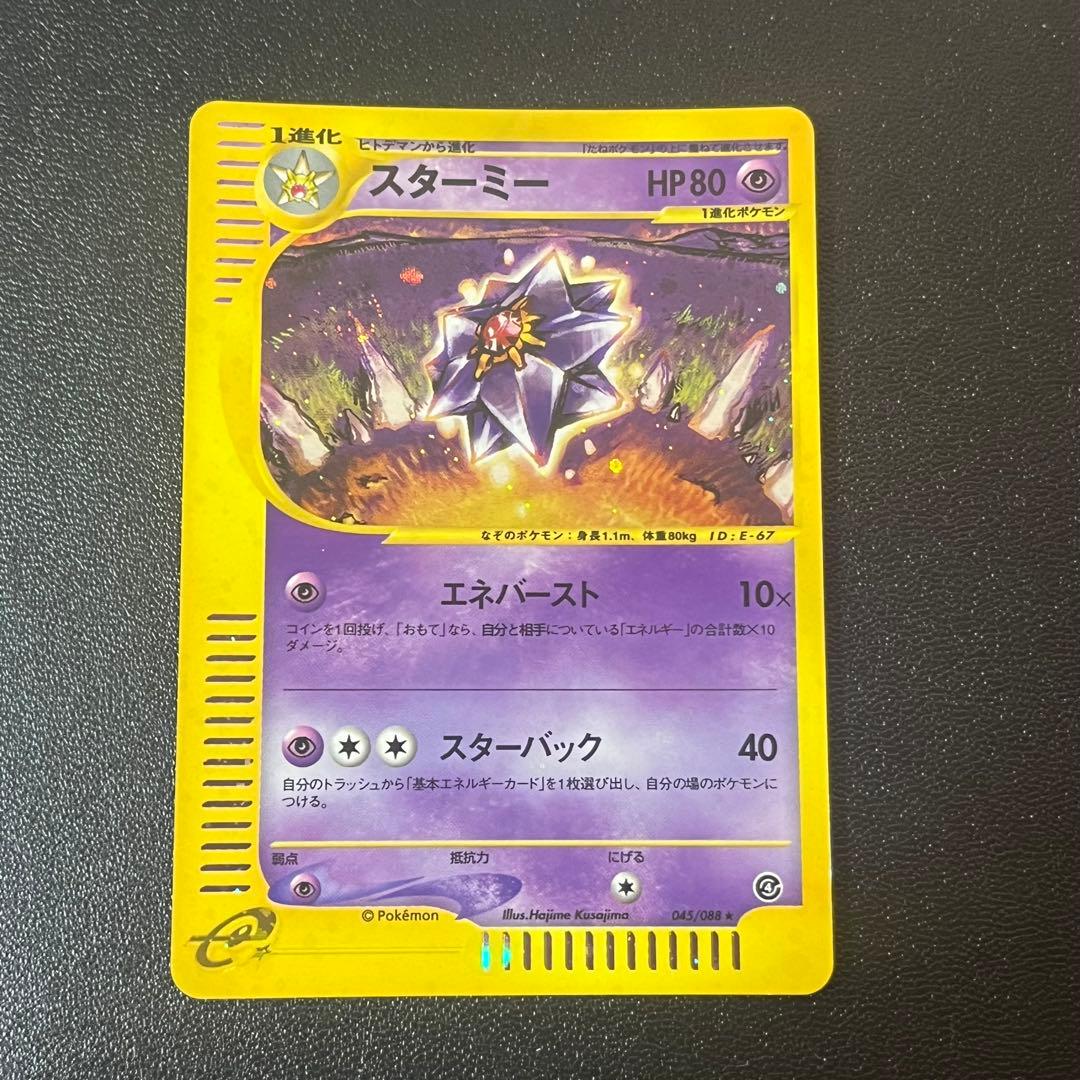 1進化
ヒトデマンから進化
「たねポケモン」の上に重ねて進化させます。
スターミー HP80
1進化ポケモン
なぞのポケモン：身長1.1m、体重80kg ID：E-67
エネバースト 10×
コインを1回投げ、「おもて」なら、自分と相手についている「エネルギー」の合計数×10
ダメージ。
スターバック 40
自分のトラッシュから「基本エネルギーカード」を1枚選び出し、自分の場のポケモンに
つける。
弱点 抵抗力 にげる
©Pokémon Illus.Hajime Kusajima 045/088 ★
e